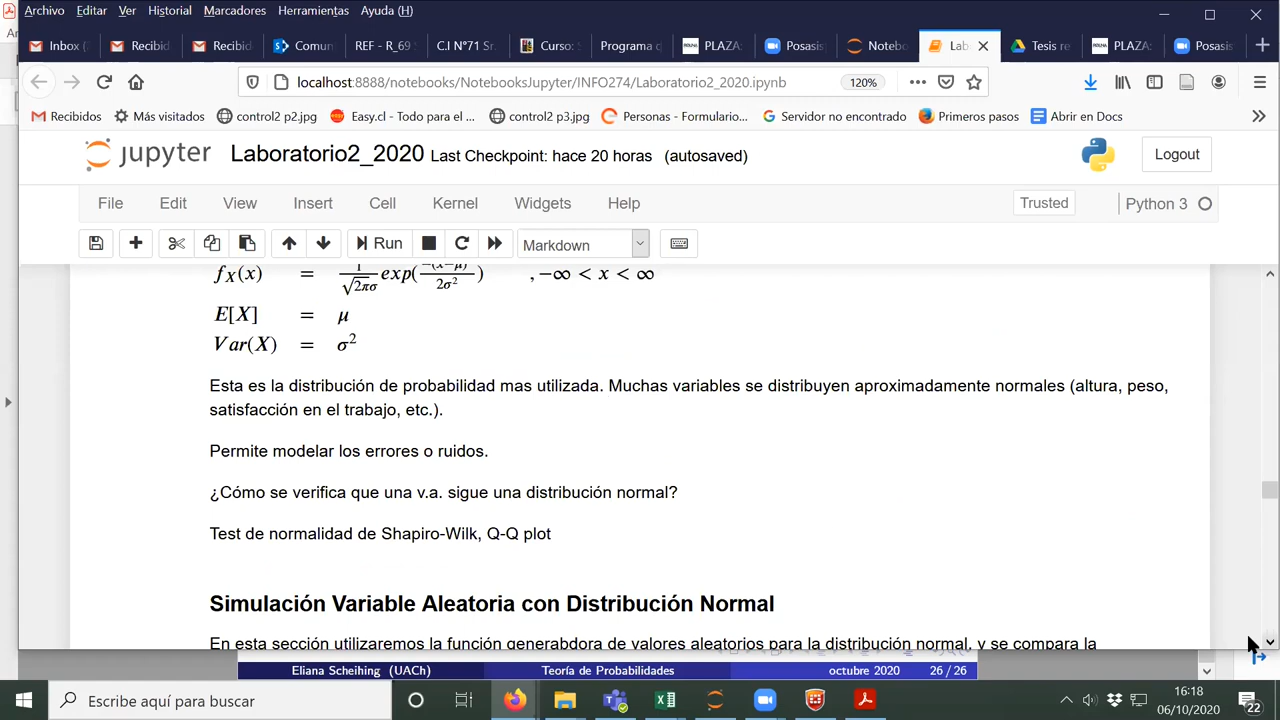 Archivo Editar Ver Historial Marcadores Herramientas Ayuda (H)
Inbox ( Recibid Recibid Comun REF - R_69 C.I N°71 Sr. Curso: Programa c PLAZA Posasis Notebo Lab Tesis re PLAZA Posasis
localhost:8888/notebooks/NotebooksJupyter/INFO274/Laboratorio2_2020.ipynb 120%
Recibidos Más visitados control2 p2.jpg Easy.cl - Todo para el ... control2 p3.jpg Personas - Formulario... Servidor no encontrado Primeros pasos Abrir en Docs
jupyter Laboratorio2_2020 Last Checkpoint: hace 20 horas (autosaved) Logout
File Edit View Insert Cell Kernel Widgets Help Trusted Python 3
Run Markdown
f_X(x) = 1/√2πσ exp(−(x−μ)/2σ²) , −∞ < x < ∞
E[X] = μ
Var(X) = σ²
Esta es la distribución de probabilidad mas utilizada. Muchas variables se distribuyen aproximadamente normales (altura, peso,
satisfacción en el trabajo, etc.).
Permite modelar los errores o ruidos.
¿Cómo se verifica que una v.a. sigue una distribución normal?
Test de normalidad de Shapiro-Wilk, Q-Q plot
Simulación Variable Aleatoria con Distribución Normal
En esta sección utilizaremos la función generabdora de valores aleatorios para la distribución normal, y se compara la
Eliana Scheihing (UACh) Teoría de Probabilidades octubre 2020 26 / 26
Escribe aquí para buscar 16:18
06/10/2020 22